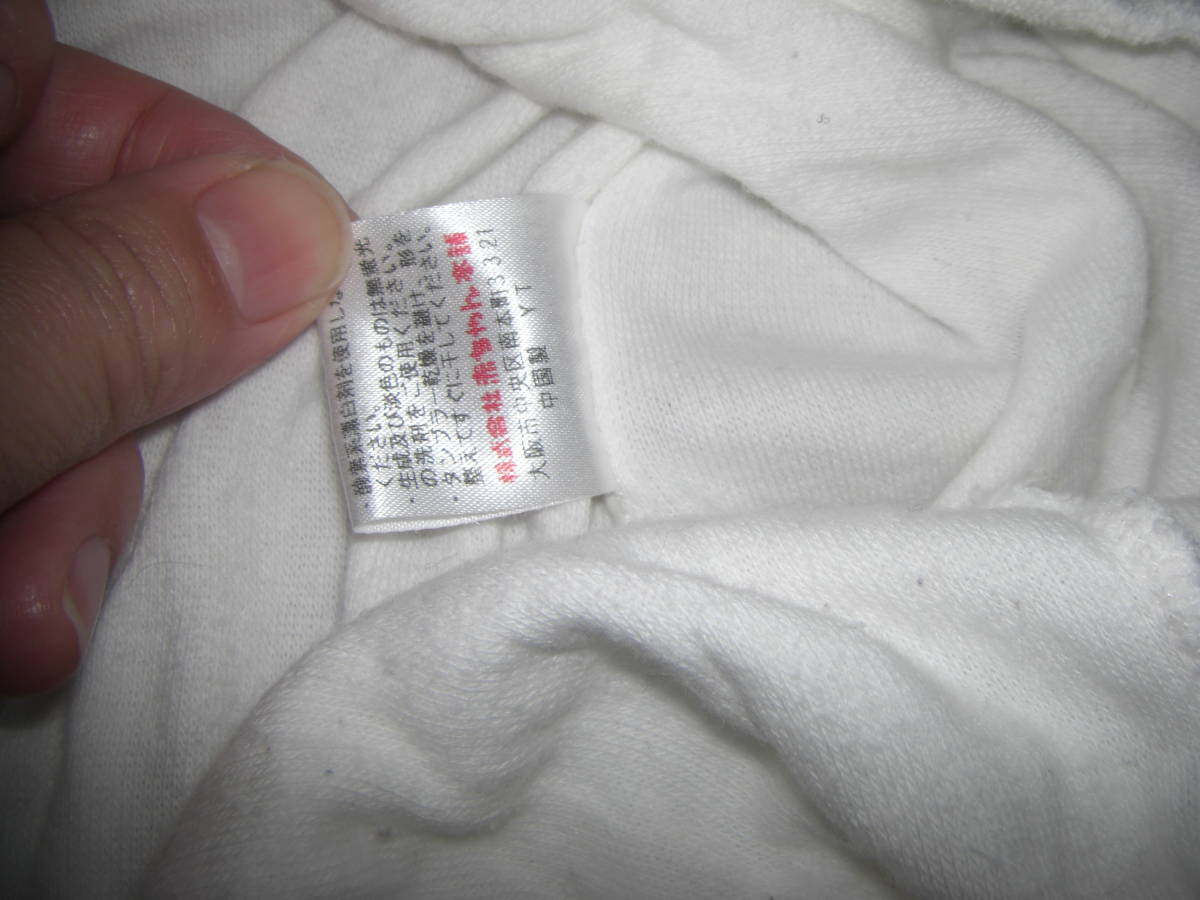 ・塩素系漂白剤を使用しな
ください。
・生成及び淡色のものは無蛍光
の洗剤をご使用ください。
・タンブラー乾燥を避け、形を
整えてすぐに干してください。
株式会社赤ちゃん本舗
大阪市中央区南本町3 3 21
中国製 Y T